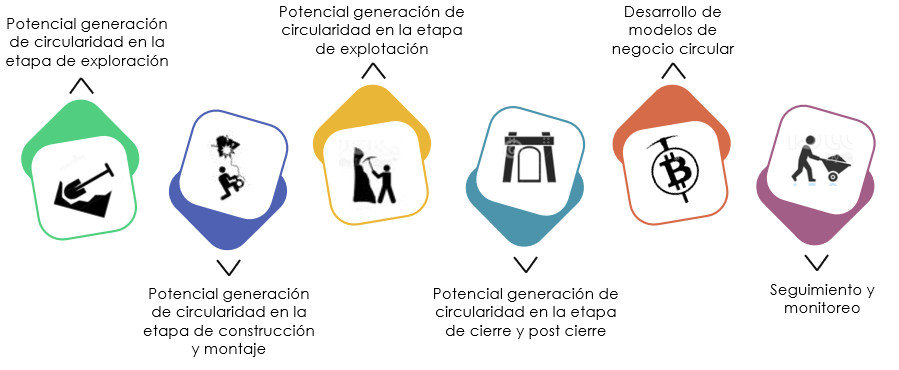 Potencial generación
de circularidad en la
etapa de exploración
Potencial generación
de circularidad en la
etapa de construcción
y montaje
Potencial generación de
circularidad en la etapa
de explotación
Potencial generación de
circularidad en la etapa
de cierre y post cierre
Desarrollo de
modelos de
negocio circular
Seguimiento y
monitoreo